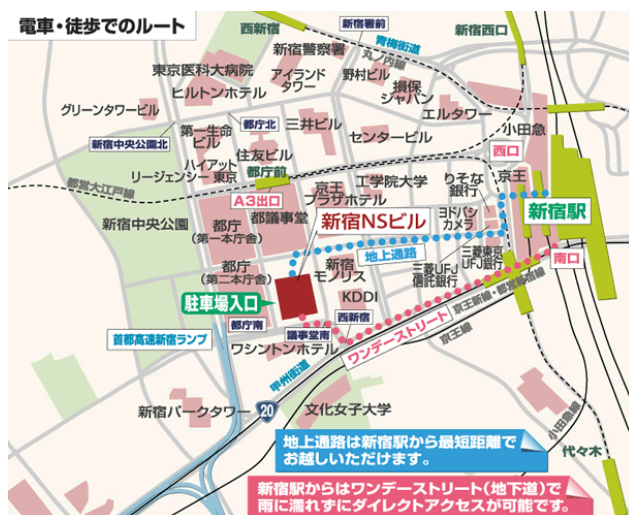 電車・徒歩でのルート
西新宿
新宿署前
新宿西口
新宿警察署
青梅街道
丸ノ内線
東京医科大病院
アイランド
タワー
野村ビル
ヒルトンホテル
損保
ジャパン
グリーンタワービル
エルタワー
小田急
都庁北
新宿中央公園北
第一生命
ビル
三井ビル
センタービル
住友ビル
西口
ハイアット
リージェンシー 東京
都庁前
工学院大学
りそな
銀行
京王
都営大江戸線
A3出口
京王
プラザホテル
新宿駅
新宿中央公園
都庁
(第一本庁舎)
都議事堂
新宿NSビル
ヨドバシ
カメラ
地上通路
都庁
(第二本庁舎)
新宿
モノリス
三菱UFJ
信託銀行
三菱東京
UFJ銀行
南口
駐車場入口
KDDI
京王新線・都営新宿線
京王線
都庁南
議事堂南
西新宿
首都高速新宿ランプ
ワシントンホテル
ワンデーストリート
甲州街道
新宿パークタワー
20
文化女子大学
小田急線
代々木
地上通路は新宿駅から最短距離で
お越しいただけます。
新宿駅からはワンデーストリート(地下道)で
雨に濡れずにダイレクトアクセスが可能です。